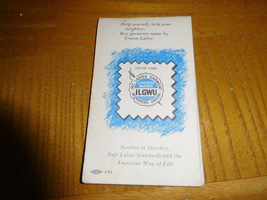 Help yourself, help your
neighbor.
Buy garments made by
Union Labor.
UNION LABEL
ILGWU
Symbol of Decency,
Fair Labor Standards and the
American Way of Life